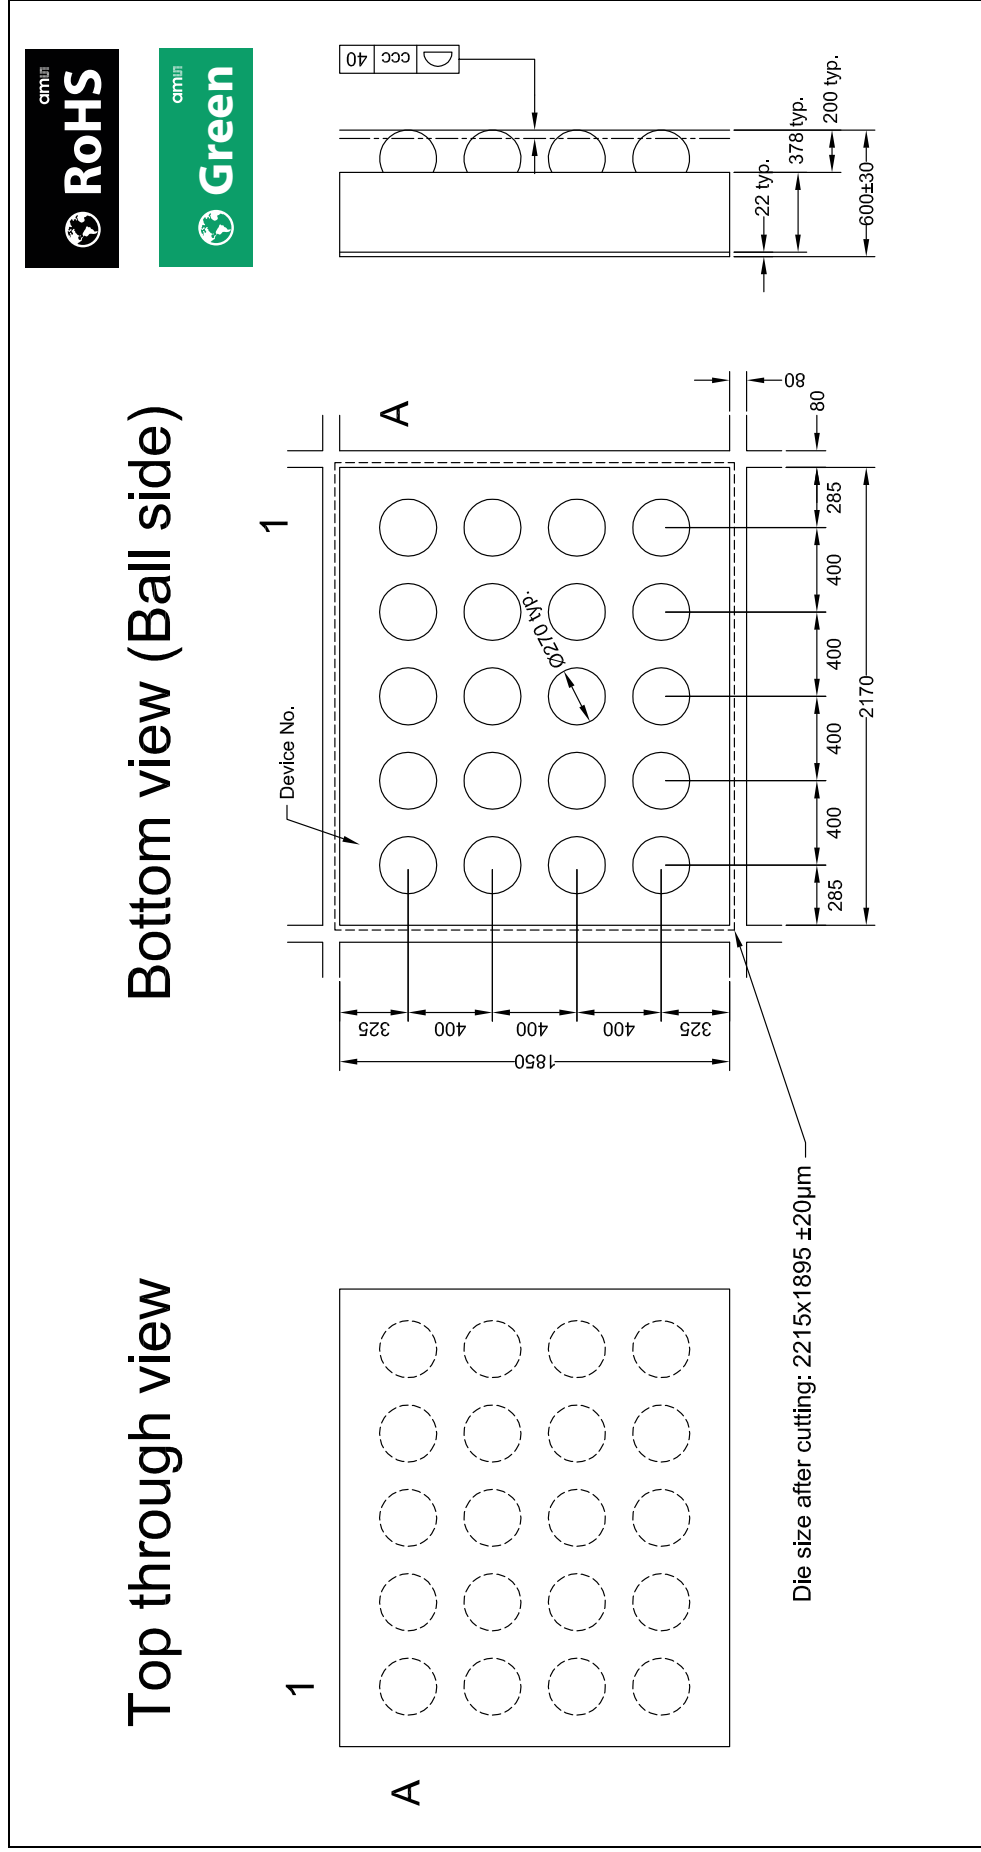 Top through view
1
A
Bottom view (Ball side)
1
A
Device No.
Ø270 typ.
325
400
400
400
325
1850
285
400
400
400
400
285
80
2170
80
Die size after cutting: 2215x1895 ±20µm
am
RoHS
am
Green
ccc
40
22 typ.
378 typ.
200 typ.
600±30